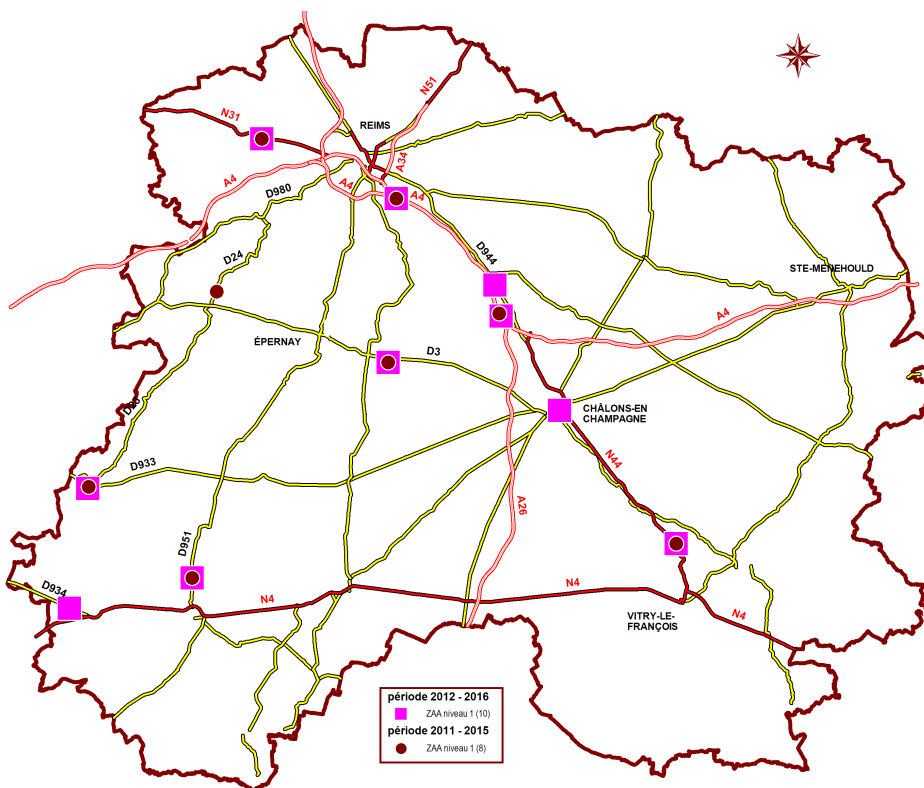 N51
N31
REIMS
A34
A4
D980
A4
A4
D944
D24
STE-MENEHOULD
A4
ÉPERNAY
D3
CHÂLONS-EN
CHAMPAGNE
N44
D933
A26
D951
D934
N4
N4
VITRY-LE-
FRANÇOIS
N4
période 2012 - 2016
ZAA niveau 1 (10)
période 2011 - 2015
ZAA niveau 1 (8)